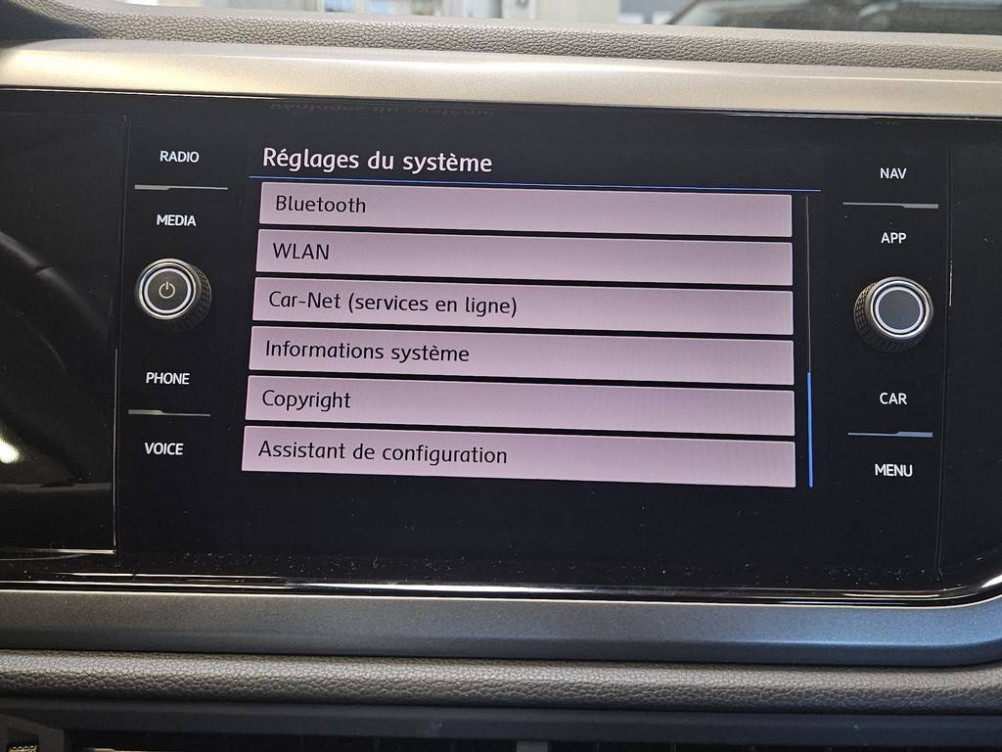 RADIO
MEDIA
PHONE
VOICE
Réglages du système
Bluetooth
WLAN
Car-Net (services en ligne)
Informations système
Copyright
Assistant de configuration
NAV
APP
CAR
MENU